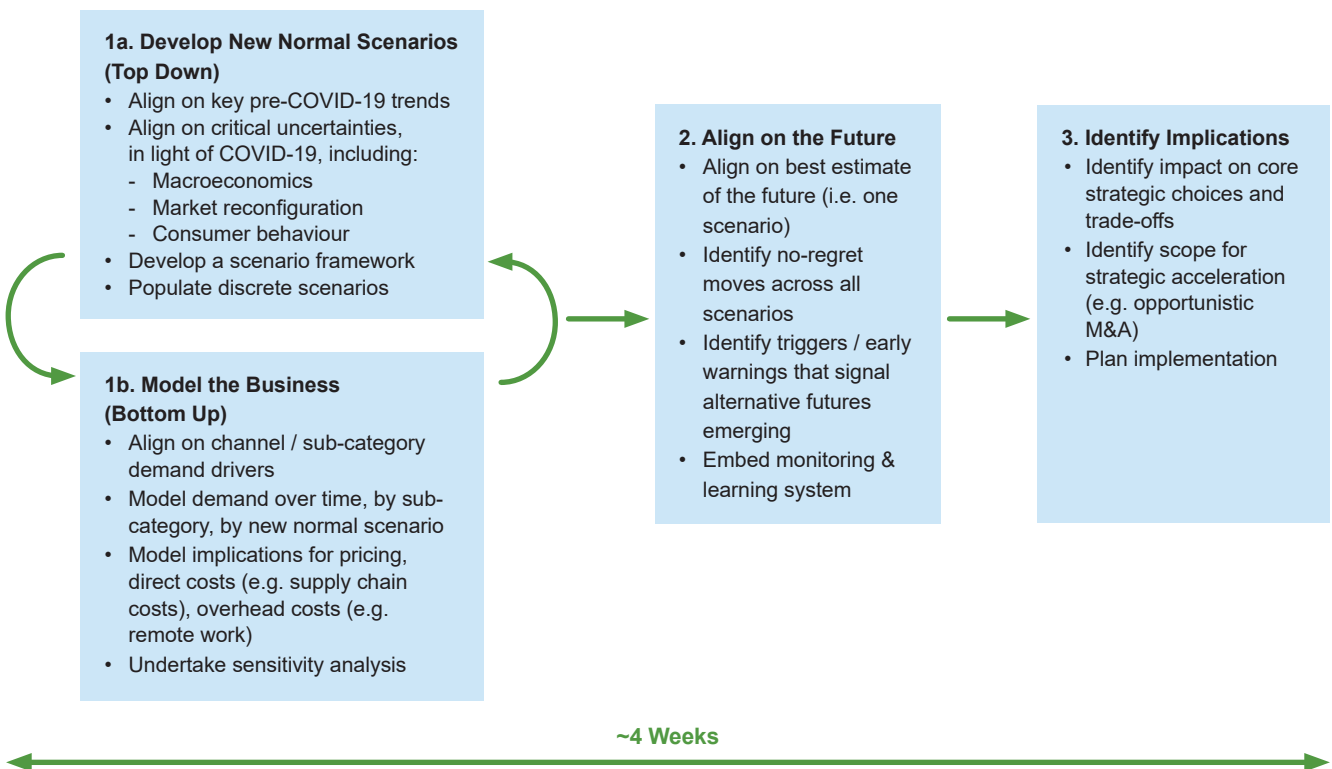 1a. Develop New Normal Scenarios
(Top Down)
• Align on key pre-COVID-19 trends
• Align on critical uncertainties,
in light of COVID-19, including:
- Macroeconomics
- Market reconfiguration
- Consumer behaviour
• Develop a scenario framework
• Populate discrete scenarios
1b. Model the Business
(Bottom Up)
• Align on channel / sub-category
demand drivers
• Model demand over time, by sub-
category, by new normal scenario
• Model implications for pricing,
direct costs (e.g. supply chain
costs), overhead costs (e.g.
remote work)
• Undertake sensitivity analysis
2. Align on the Future
• Align on best estimate
of the future (i.e. one
scenario)
• Identify no-regret
moves across all
scenarios
• Identify triggers / early
warnings that signal
alternative futures
emerging
• Embed monitoring &
learning system
3. Identify Implications
• Identify impact on core
strategic choices and
trade-offs
• Identify scope for
strategic acceleration
(e.g. opportunistic
M&A)
• Plan implementation
~4 Weeks